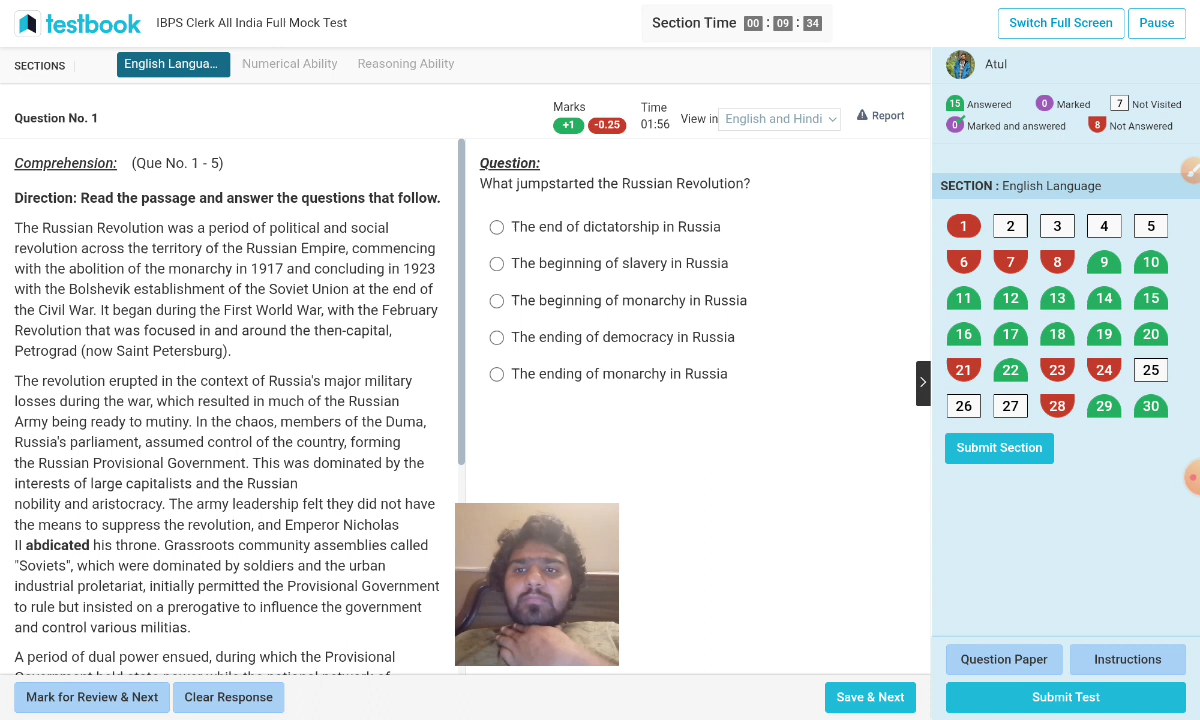 testbook IBPS Clerk All India Full Mock Test Section Time 00 : 09 : 34 Switch Full Screen Pause
SECTIONS English Langua... Numerical Ability Reasoning Ability
Atul
15 Answered 0 Marked 7 Not Visited
0 Marked and answered 8 Not Answered
Question No. 1 Marks +1 -0.25 Time 01:56 View in English and Hindi Report
Comprehension: (Que No. 1 - 5)
Direction: Read the passage and answer the questions that follow.
The Russian Revolution was a period of political and social
revolution across the territory of the Russian Empire, commencing
with the abolition of the monarchy in 1917 and concluding in 1923
with the Bolshevik establishment of the Soviet Union at the end of
the Civil War. It began during the First World War, with the February
Revolution that was focused in and around the then-capital,
Petrograd (now Saint Petersburg).
The revolution erupted in the context of Russia's major military
losses during the war, which resulted in much of the Russian
Army being ready to mutiny. In the chaos, members of the Duma,
Russia's parliament, assumed control of the country, forming
the Russian Provisional Government. This was dominated by the
interests of large capitalists and the Russian
nobility and aristocracy. The army leadership felt they did not have
the means to suppress the revolution, and Emperor Nicholas
II abdicated his throne. Grassroots community assemblies called
"Soviets", which were dominated by soldiers and the urban
industrial proletariat, initially permitted the Provisional Government
to rule but insisted on a prerogative to influence the government
and control various militias.
A period of dual power ensued, during which the Provisional
Question:
What jumpstarted the Russian Revolution?
The end of dictatorship in Russia
The beginning of slavery in Russia
The beginning of monarchy in Russia
The ending of democracy in Russia
The ending of monarchy in Russia
SECTION : English Language
1 2 3 4 5
6 7 8 9 10
11 12 13 14 15
16 17 18 19 20
21 22 23 24 25
26 27 28 29 30
Submit Section
Question Paper Instructions
Mark for Review & Next Clear Response Save & Next Submit Test